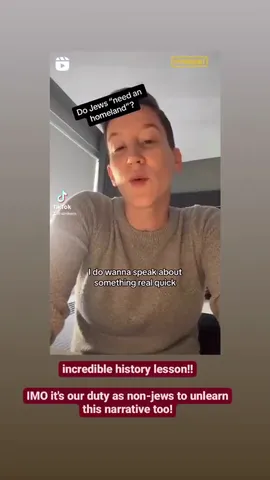 Do Jews "need an
homeland"?
TikTok
I do wanna speak about
something real quick
incredible history lesson!!
IMO it's our duty as non-jews to unlearn
this narrative too!